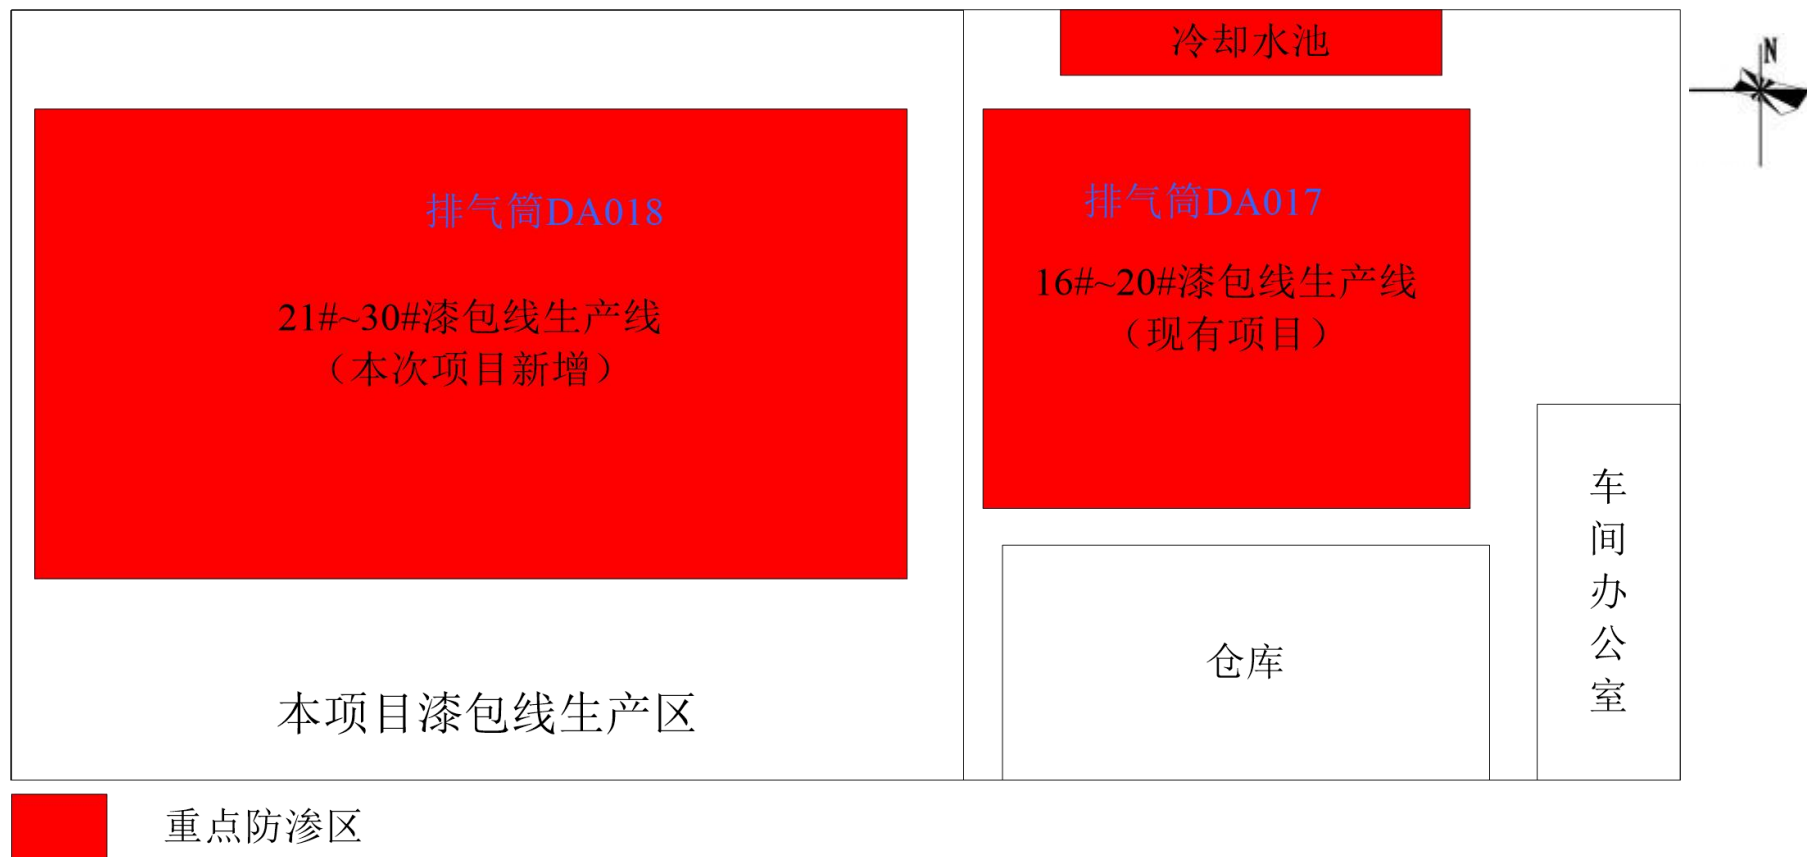 冷却水池
N
排气筒DA018
21#~30#漆包线生产线
（本次项目新增）
排气筒DA017
16#~20#漆包线生产线
（现有项目）
车间办公室
仓库
本项目漆包线生产区
重点防渗区